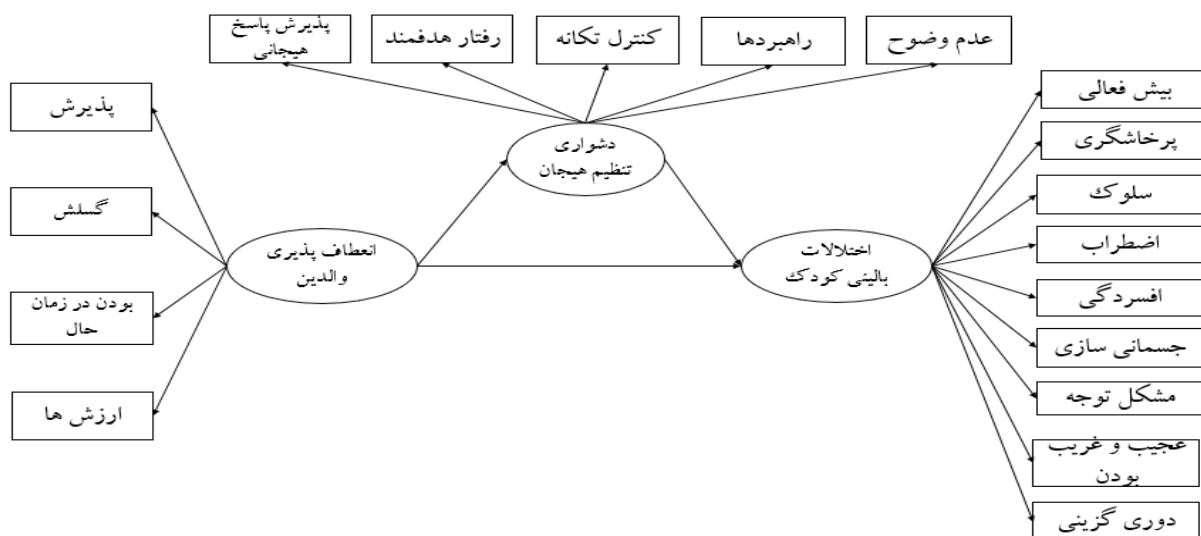 عدم وضوح
راهبردها
کنترل تکانه
رفتار هدفمند
پذیرش پاسخ
هیجانی
دشواری
تنظیم هیجان
بیش فعالی
پرخاشگری
سلوک
اضطراب
افسردگی
جسمانی سازی
مشکل توجه
عجیب و غریب
بودن
دوری گزینی
اختلالات
بالینی کودک
انعطاف پذیری
والدین
پذیرش
گسلش
بودن در زمان
حال
ارزش ها